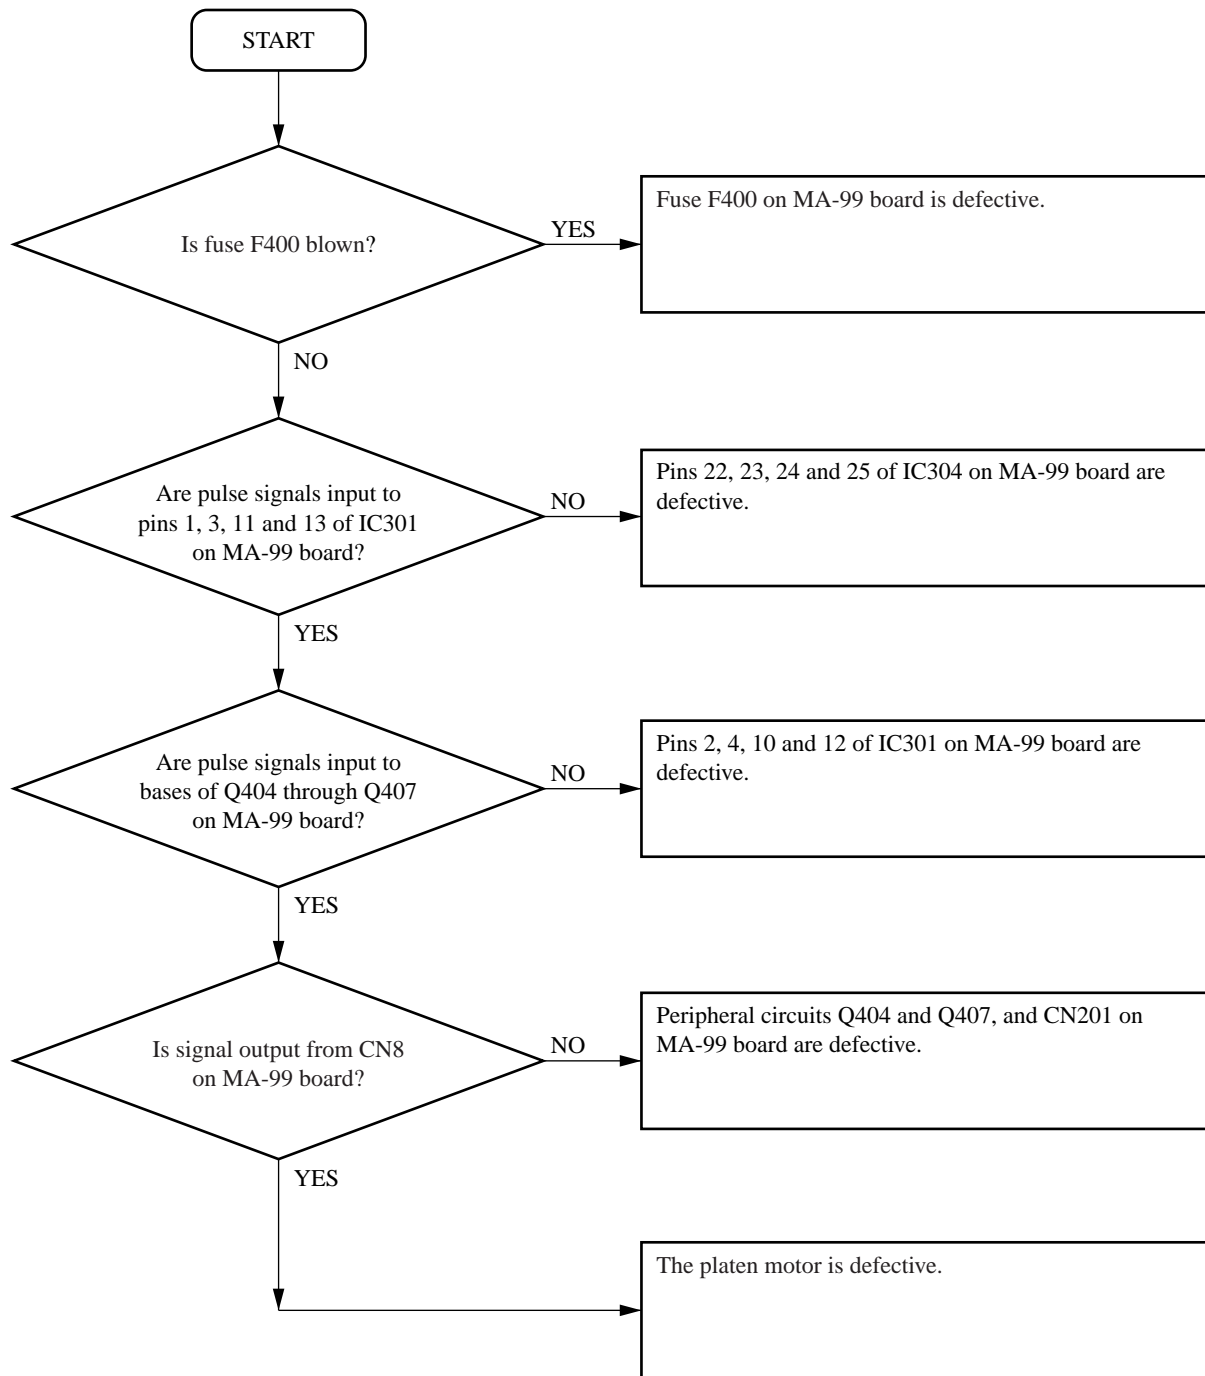 START
Is fuse F400 blown?
YES
Fuse F400 on MA-99 board is defective.
NO
Are pulse signals input to
pins 1, 3, 11 and 13 of IC301
on MA-99 board?
NO
Pins 22, 23, 24 and 25 of IC304 on MA-99 board are
defective.
YES
Are pulse signals input to
bases of Q404 through Q407
on MA-99 board?
NO
Pins 2, 4, 10 and 12 of IC301 on MA-99 board are
defective.
YES
Is signal output from CN8
on MA-99 board?
NO
Peripheral circuits Q404 and Q407, and CN201 on
MA-99 board are defective.
YES
The platen motor is defective.